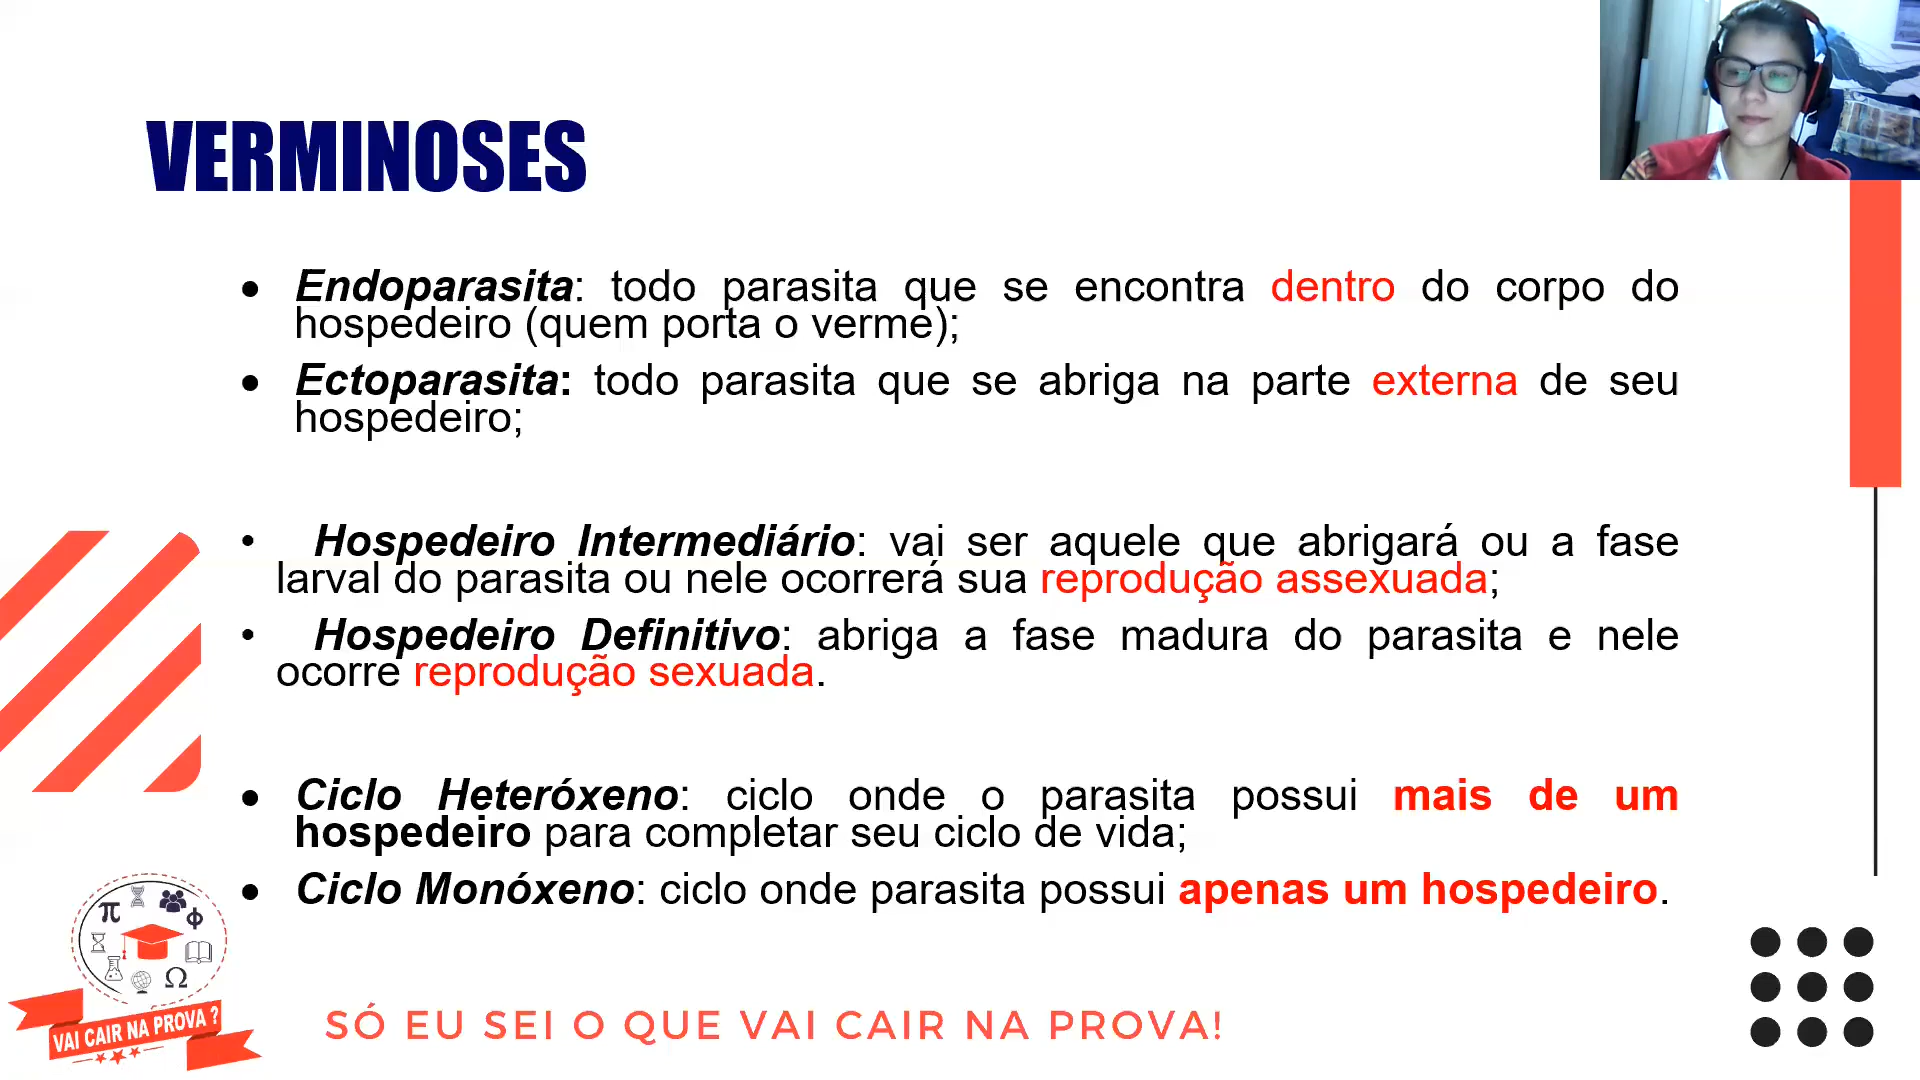 VERMINOSES
• Endoparasita: todo parasita que se encontra dentro do corpo do
hospedeiro (quem porta o verme);
• Ectoparasita: todo parasita que se abriga na parte externa de seu
hospedeiro;
• Hospedeiro Intermediário: vai ser aquele que abrigará ou a fase
larval do parasita ou nele ocorrerá sua reprodução assexuada;
• Hospedeiro Definitivo: abriga a fase madura do parasita e nele
ocorre reprodução sexuada.
• Ciclo Heteróxeno: ciclo onde o parasita possui mais de um
hospedeiro para completar seu ciclo de vida;
• Ciclo Monóxeno: ciclo onde parasita possui apenas um hospedeiro.
π ϕ
Ω
VAI CAIR NA PROVA ?
SÓ EU SEI O QUE VAI CAIR NA PROVA!